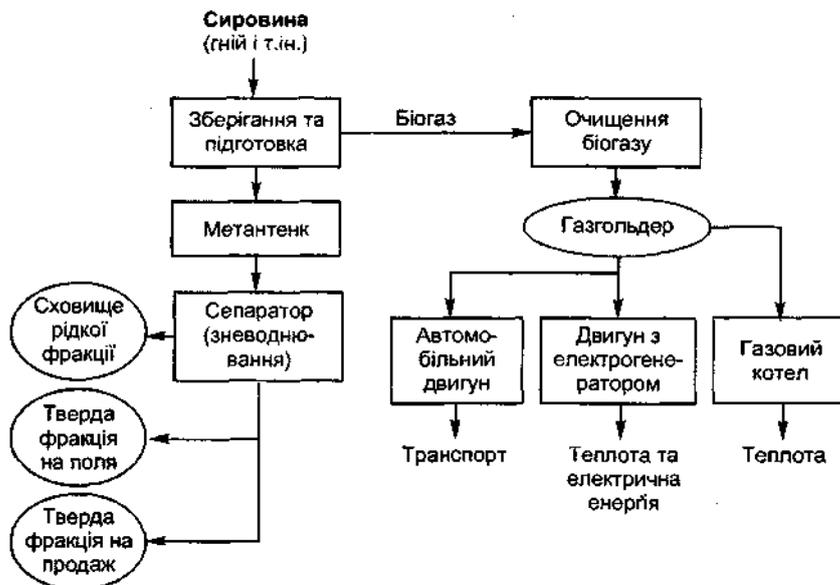 Сировина
(гній і т.ін.)
Зберігання та
підготовка
Біогаз
Очищення
біогазу
Метантенк
Газгольдер
Сепаратор
(зневодню-
вання)
Сховище
рідкої
фракції
Тверда
фракція
на поля
Тверда
фракція на
продаж
Автомо-
більний
двигун
Двигун з
електрогене-
ратором
Газовий
котел
Транспорт
Теплота та
електрична
енергія
Теплота